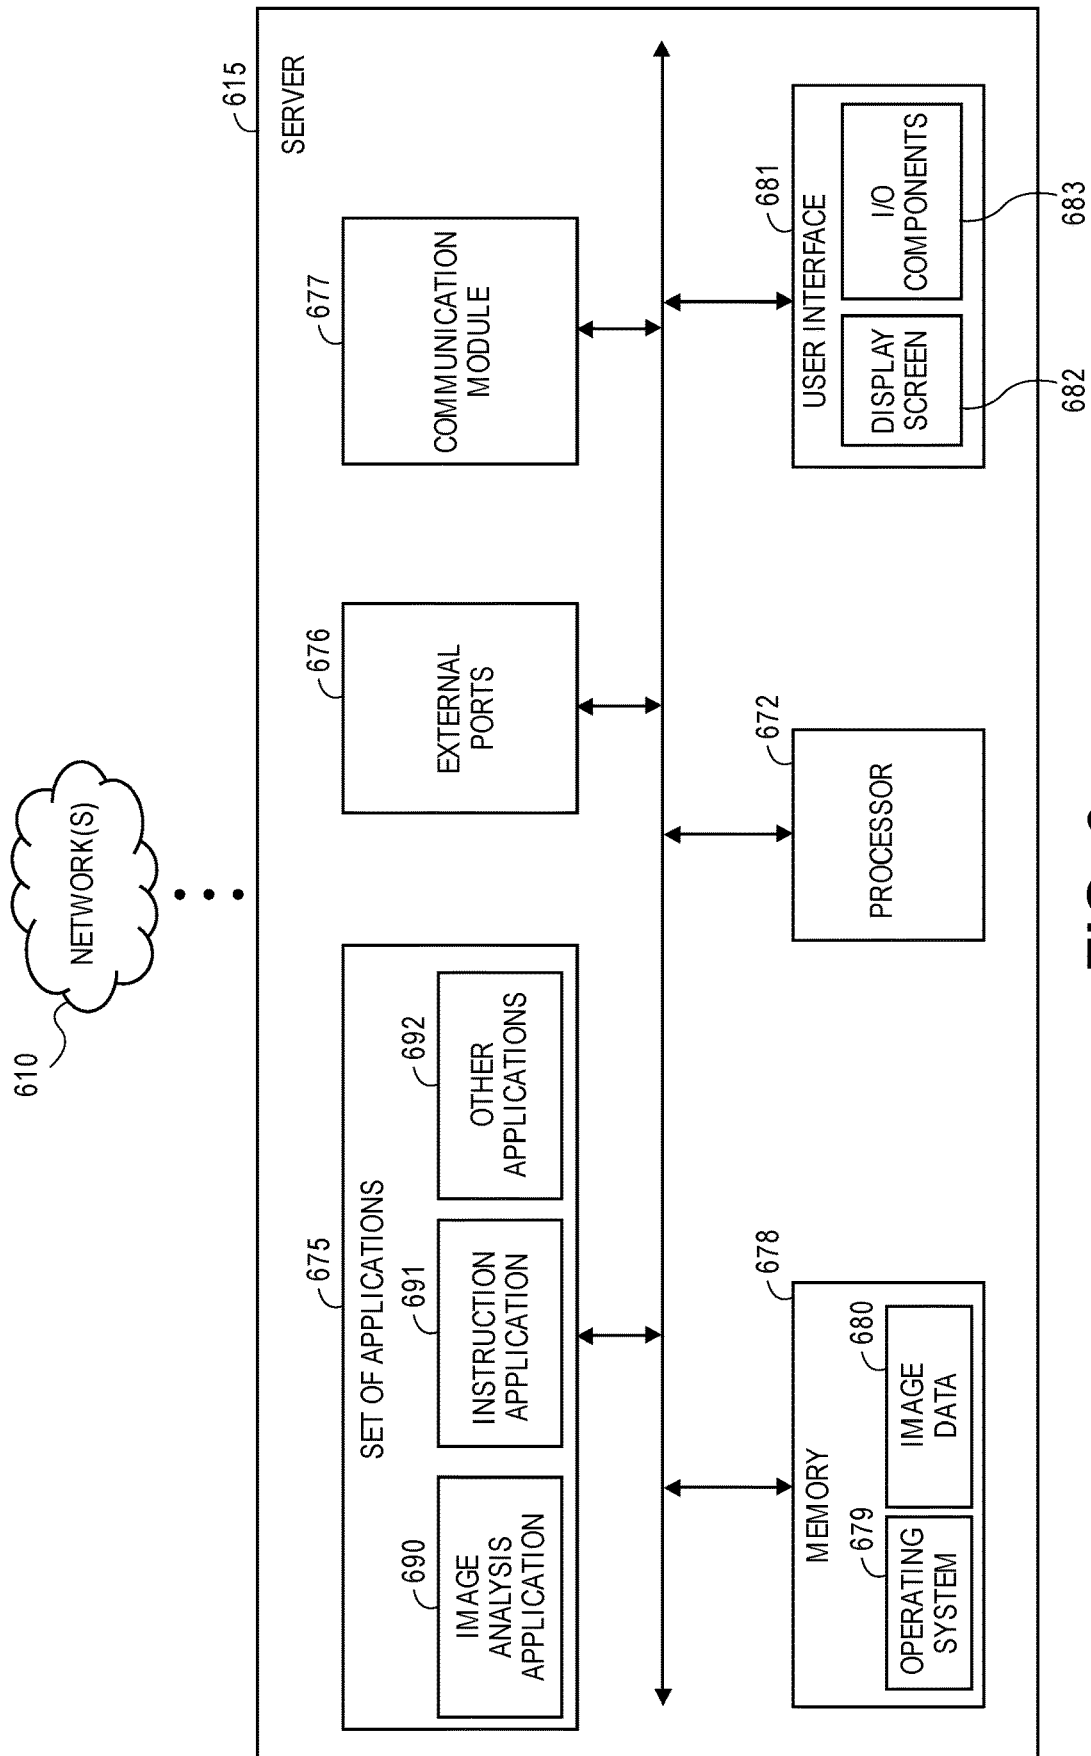 610
NETWORK(S)
615
SERVER
675
SET OF APPLICATIONS
690
IMAGE
ANALYSIS
APPLICATION
691
INSTRUCTION
APPLICATION
692
OTHER
APPLICATIONS
676
EXTERNAL
PORTS
677
COMMUNICATION
MODULE
678
MEMORY
679
OPERATING
SYSTEM
680
IMAGE
DATA
672
PROCESSOR
681
USER INTERFACE
DISPLAY
SCREEN
682
I/O
COMPONENTS
683